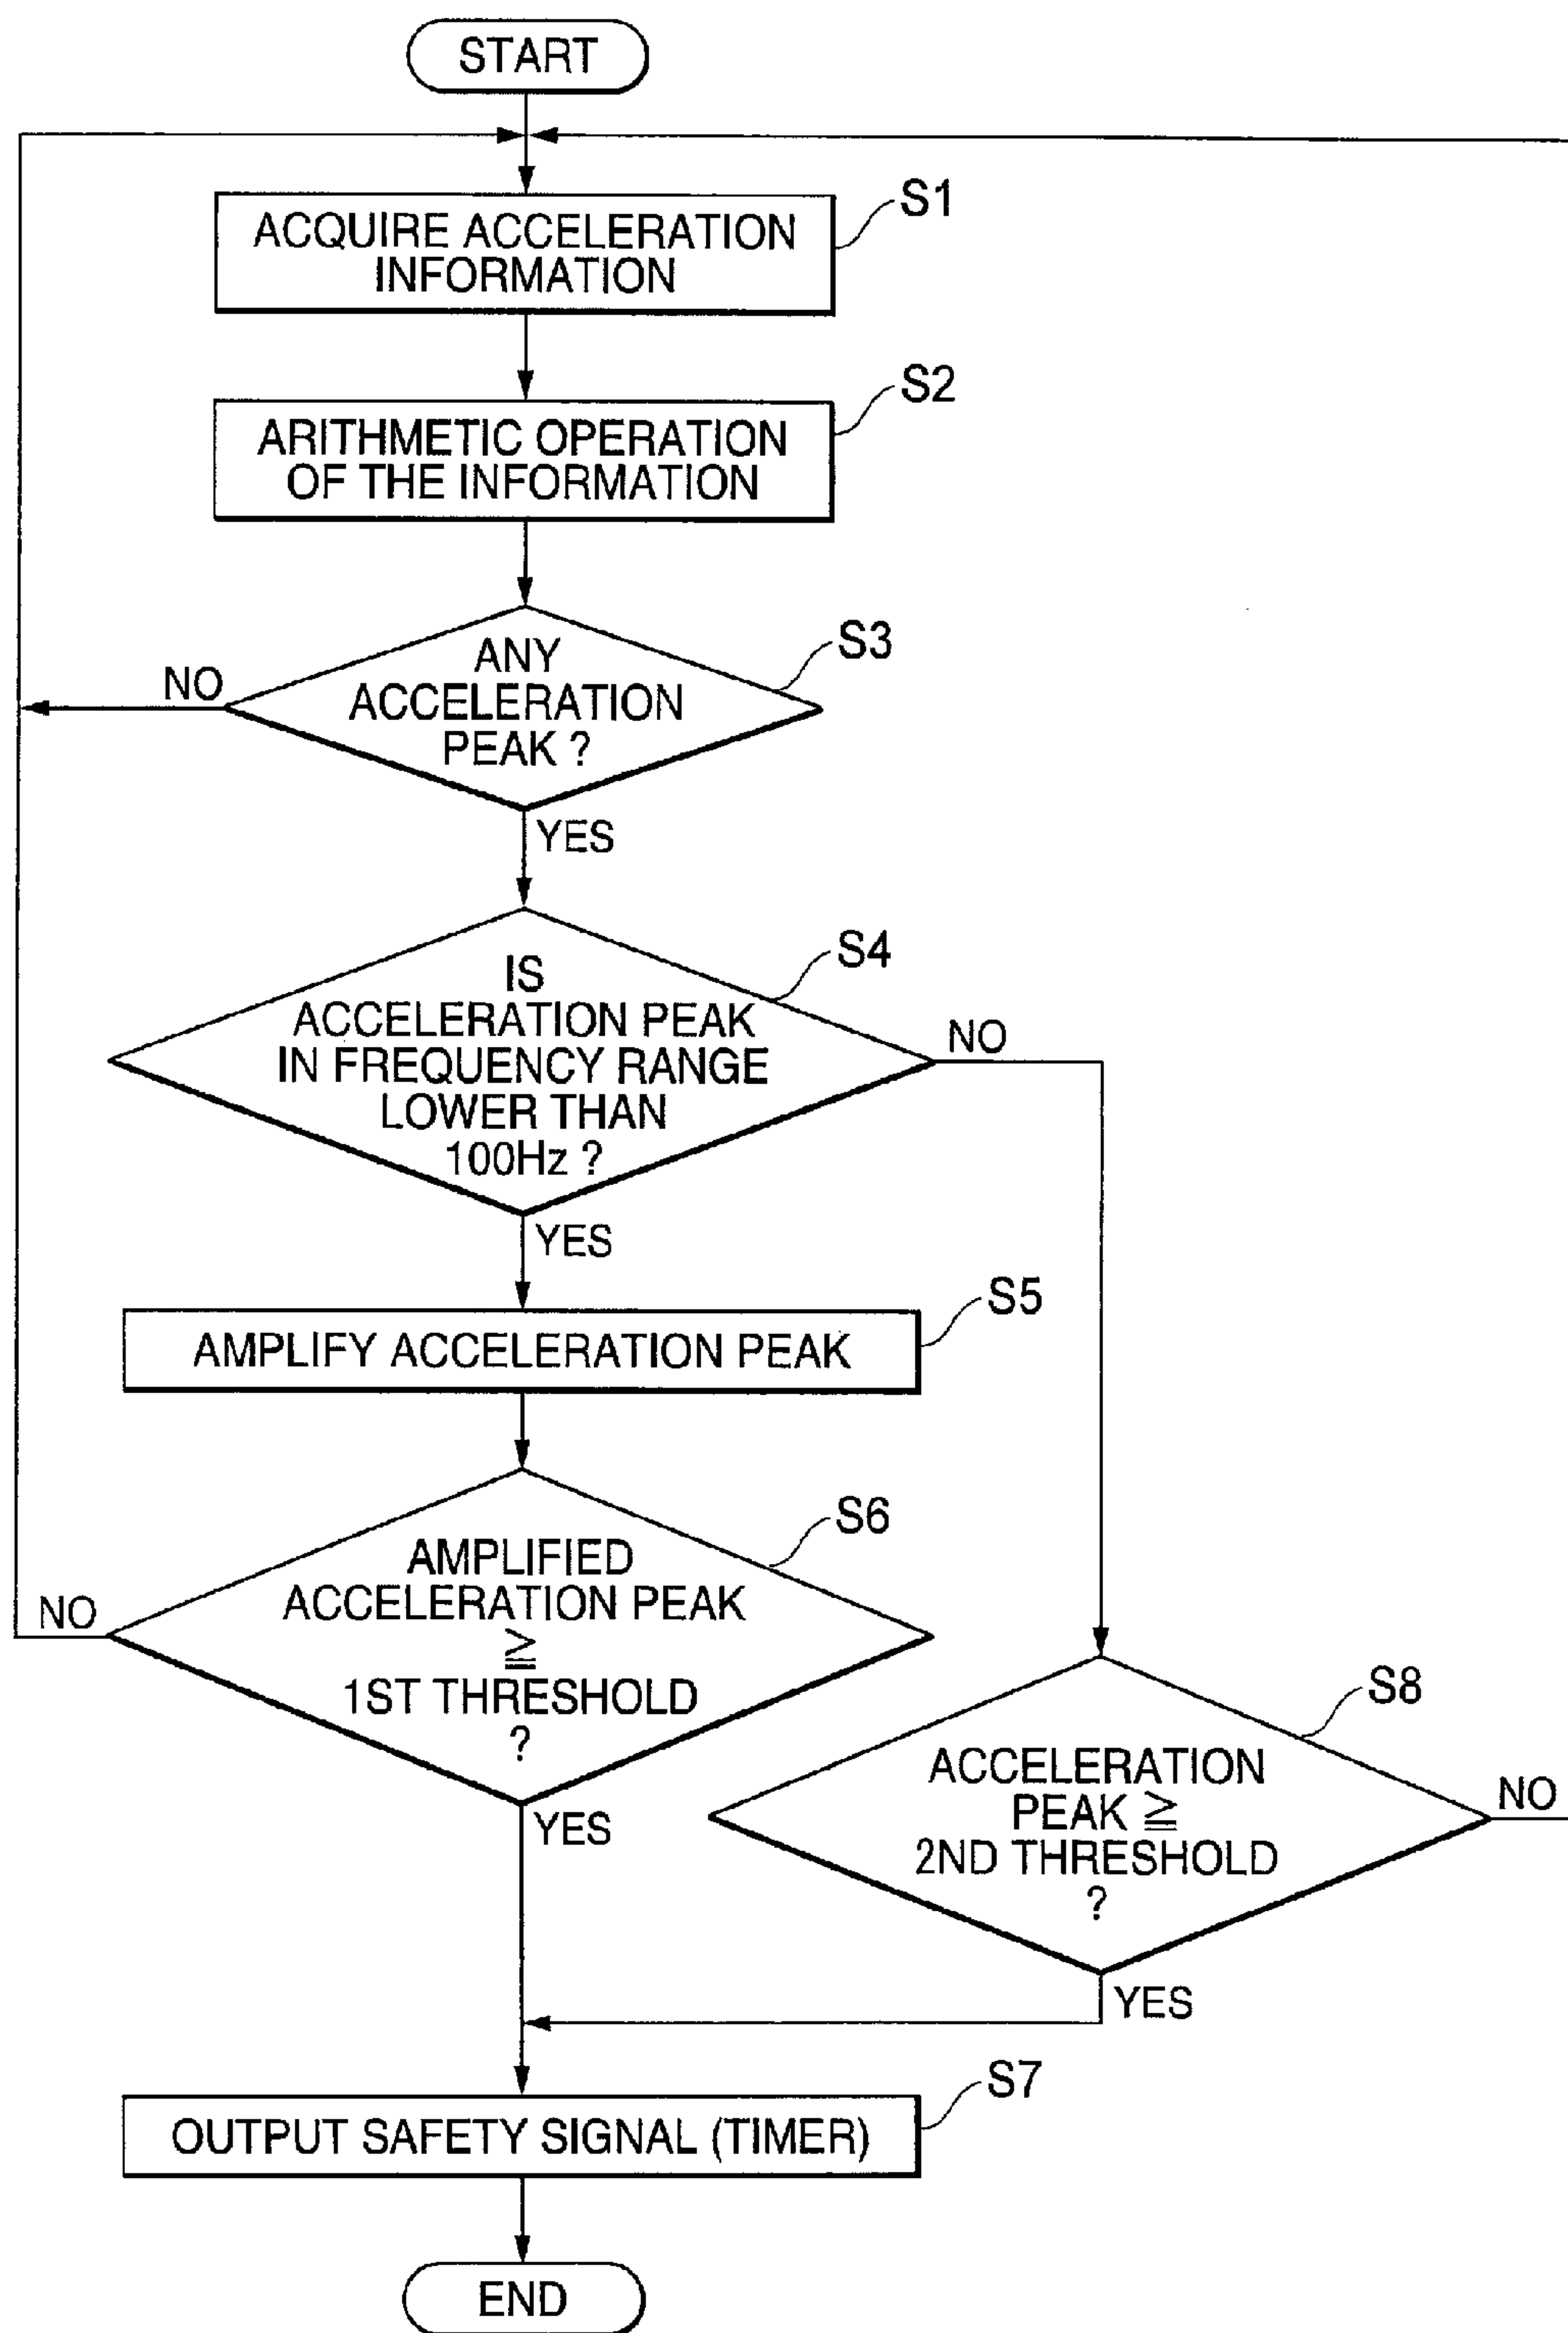 START
S1
ACQUIRE ACCELERATION
INFORMATION
S2
ARITHMETIC OPERATION
OF THE INFORMATION
S3
ANY
ACCELERATION
PEAK ?
NO
YES
S4
IS
ACCELERATION PEAK
IN FREQUENCY RANGE
LOWER THAN
100Hz ?
NO
YES
S5
AMPLIFY ACCELERATION PEAK
S6
AMPLIFIED
ACCELERATION PEAK
≧
1ST THRESHOLD
?
NO
YES
S8
ACCELERATION
PEAK ≧
2ND THRESHOLD
?
NO
YES
S7
OUTPUT SAFETY SIGNAL (TIMER)
END